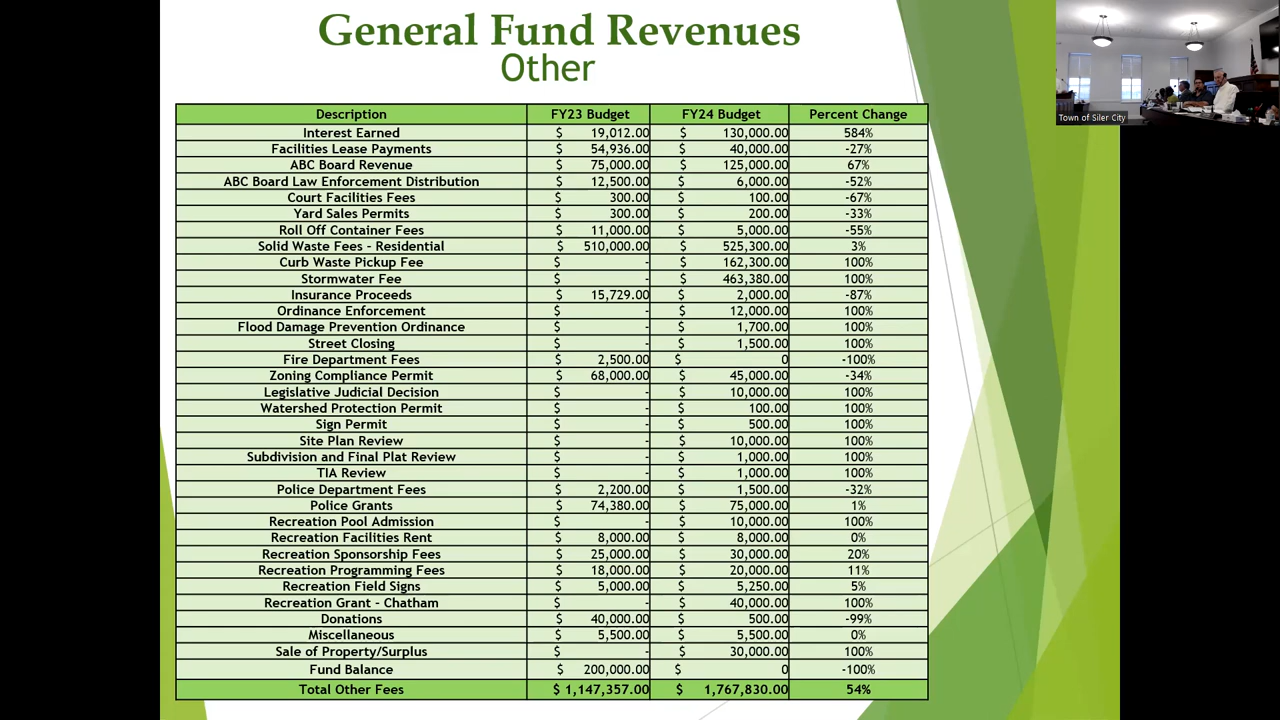 General Fund Revenues
Other
Town of Siler City
Description FY23 Budget FY24 Budget Percent Change
Interest Earned $ 19,012.00 $ 130,000.00 584%
Facilities Lease Payments $ 54,936.00 $ 40,000.00 -27%
ABC Board Revenue $ 75,000.00 $ 125,000.00 67%
ABC Board Law Enforcement Distribution $ 12,500.00 $ 6,000.00 -52%
Court Facilities Fees $ 300.00 $ 100.00 -67%
Yard Sales Permits $ 300.00 $ 200.00 -33%
Roll Off Container Fees $ 11,000.00 $ 5,000.00 -55%
Solid Waste Fees - Residential $ 510,000.00 $ 525,300.00 3%
Curb Waste Pickup Fee $ - $ 162,300.00 100%
Stormwater Fee $ - $ 463,380.00 100%
Insurance Proceeds $ 15,729.00 $ 2,000.00 -87%
Ordinance Enforcement $ - $ 12,000.00 100%
Flood Damage Prevention Ordinance $ - $ 1,700.00 100%
Street Closing $ - $ 1,500.00 100%
Fire Department Fees $ 2,500.00 $ 0 -100%
Zoning Compliance Permit $ 68,000.00 $ 45,000.00 -34%
Legislative Judicial Decision $ - $ 10,000.00 100%
Watershed Protection Permit $ - $ 100.00 100%
Sign Permit $ - $ 500.00 100%
Site Plan Review $ - $ 10,000.00 100%
Subdivision and Final Plat Review $ - $ 1,000.00 100%
TIA Review $ - $ 1,000.00 100%
Police Department Fees $ 2,200.00 $ 1,500.00 -32%
Police Grants $ 74,380.00 $ 75,000.00 1%
Recreation Pool Admission $ - $ 10,000.00 100%
Recreation Facilities Rent $ 8,000.00 $ 8,000.00 0%
Recreation Sponsorship Fees $ 25,000.00 $ 30,000.00 20%
Recreation Programming Fees $ 18,000.00 $ 20,000.00 11%
Recreation Field Signs $ 5,000.00 $ 5,250.00 5%
Recreation Grant - Chatham $ - $ 40,000.00 100%
Donations $ 40,000.00 $ 500.00 -99%
Miscellaneous $ 5,500.00 $ 5,500.00 0%
Sale of Property/Surplus $ - $ 30,000.00 100%
Fund Balance $ 200,000.00 $ 0 -100%
Total Other Fees $ 1,147,357.00 $ 1,767,830.00 54%